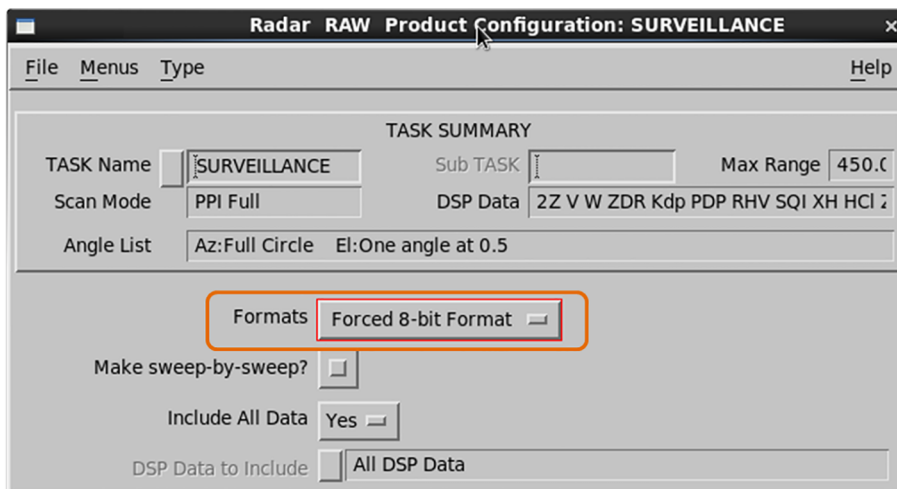 Radar RAW Product Configuration: SURVEILLANCE
File Menus Type Help
TASK SUMMARY
TASK Name SURVEILLANCE Sub TASK Max Range 450.0
Scan Mode PPI Full DSP Data 2Z V W ZDR Kdp PDP RHV SQI XH HCl
Angle List Az:Full Circle El:One angle at 0.5
Formats Forced 8-bit Format
Make sweep-by-sweep?
Include All Data Yes
DSP Data to Include All DSP Data